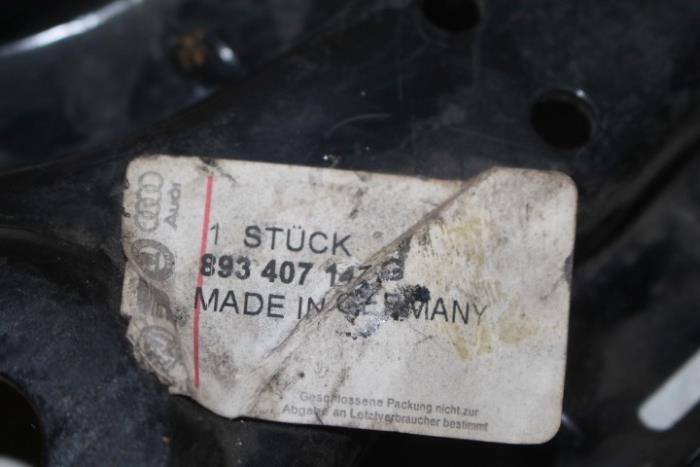 Audi
1 STÜCK
893 407
MADE IN GERMANY
Geschlossene Packung nicht zur
Abgabe an Letztverbraucher bestimmt